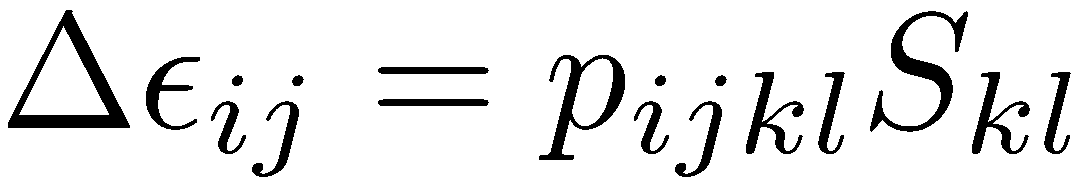 Δϵ_{ij} = p_{ijkl}S_{kl}